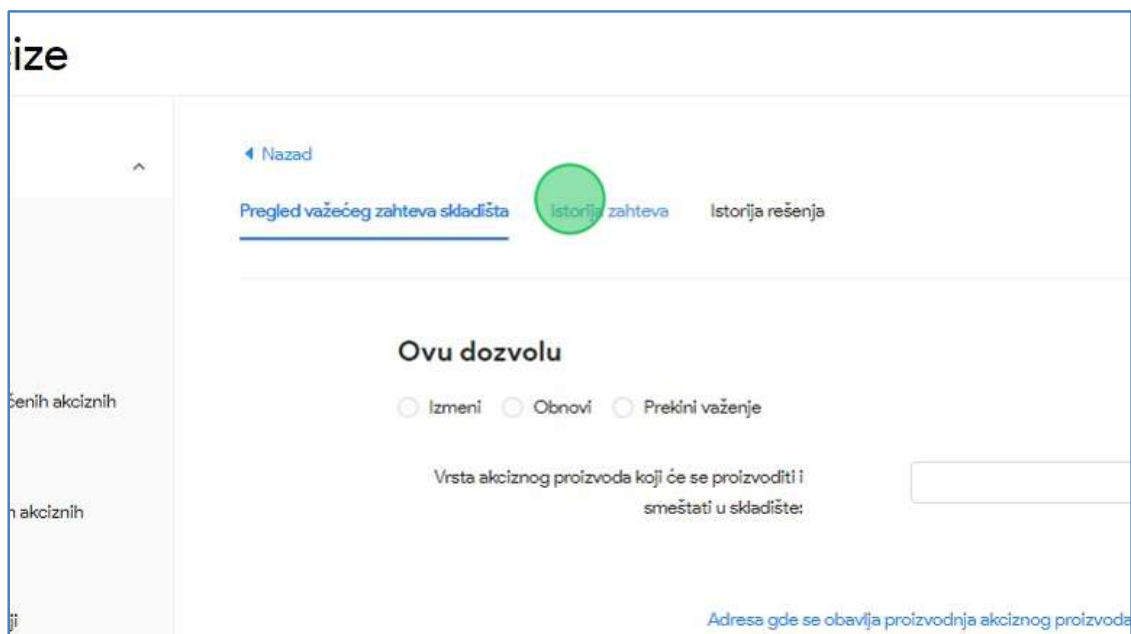 ize
Nazad
Pregled važećeg zahteva skladišta Istorija zahteva Istorija rešenja
Ovu dozvolu
čenih akciznih
Izmeni Obnovi Prekini važenje
Vrsta akciznog proizvoda koji će se proizvoditi i
smeštati u skladište:
akciznih
ji
Adresa gde se obavlja proizvodnja akciznog proizvoda